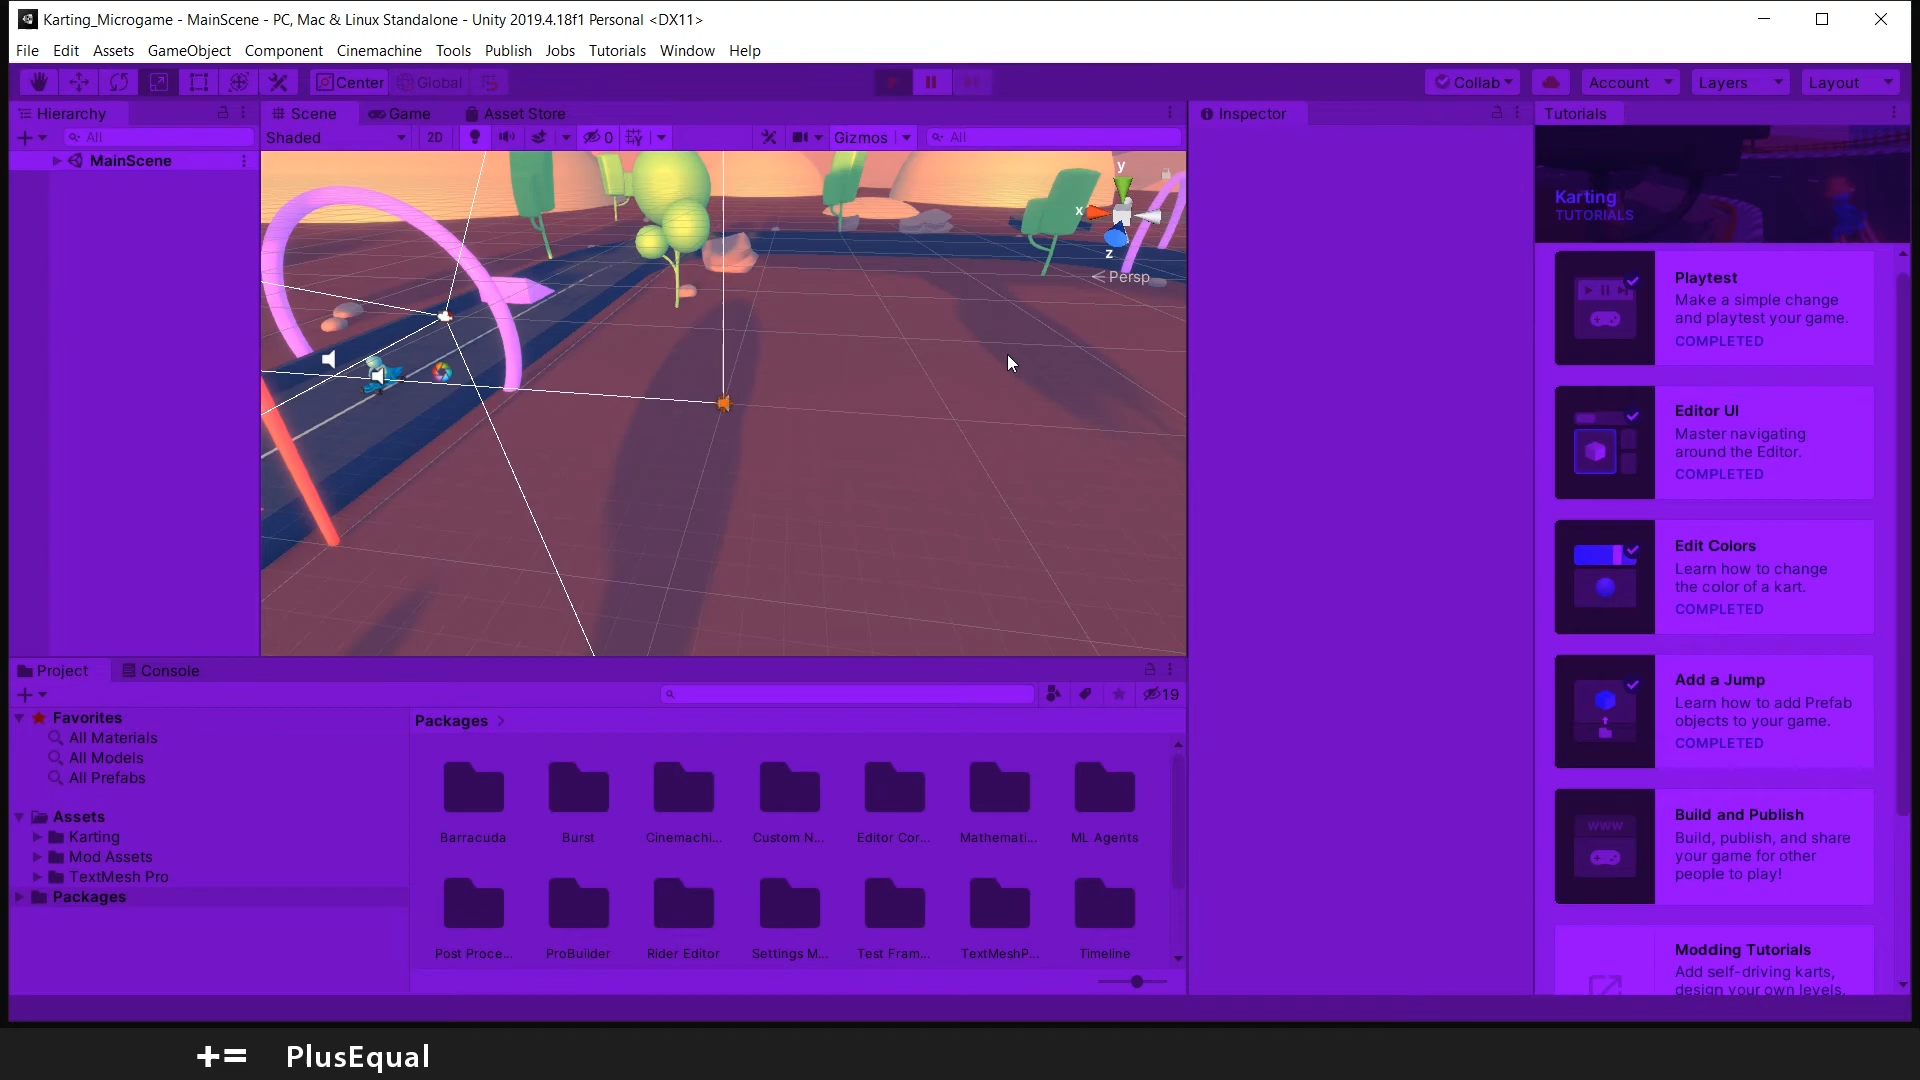 Karting_Microgame - MainScene - PC, Mac & Linux Standalone - Unity 2019.4.18f1 Personal <DX11>
File Edit Assets GameObject Component Cinemachine Tools Publish Jobs Tutorials Window Help
Center Global Collab Account Layers Layout
Hierarchy
All
MainScene
Scene Game Asset Store
Shaded 2D 0 Gizmos All
y
x
z
Persp
Inspector
Tutorials
Karting
TUTORIALS
Playtest
Make a simple change
and playtest your game.
COMPLETED
Editor UI
Master navigating
around the Editor.
COMPLETED
Edit Colors
Learn how to change
the color of a kart.
COMPLETED
Add a Jump
Learn how to add Prefab
objects to your game.
COMPLETED
WWW
Build and Publish
Build, publish, and share
your game for other
people to play!
Modding Tutorials
Add self-driving karts,
design your own levels,
Project Console
19
Favorites
All Materials
All Models
All Prefabs
Assets
Karting
Mod Assets
TextMesh Pro
Packages
Packages >
Barracuda Burst Cinemachi... Custom N... Editor Cor... Mathemati... ML Agents
Post Proce... ProBuilder Rider Editor Settings M... Test Fram... TextMeshP... Timeline
+= PlusEqual